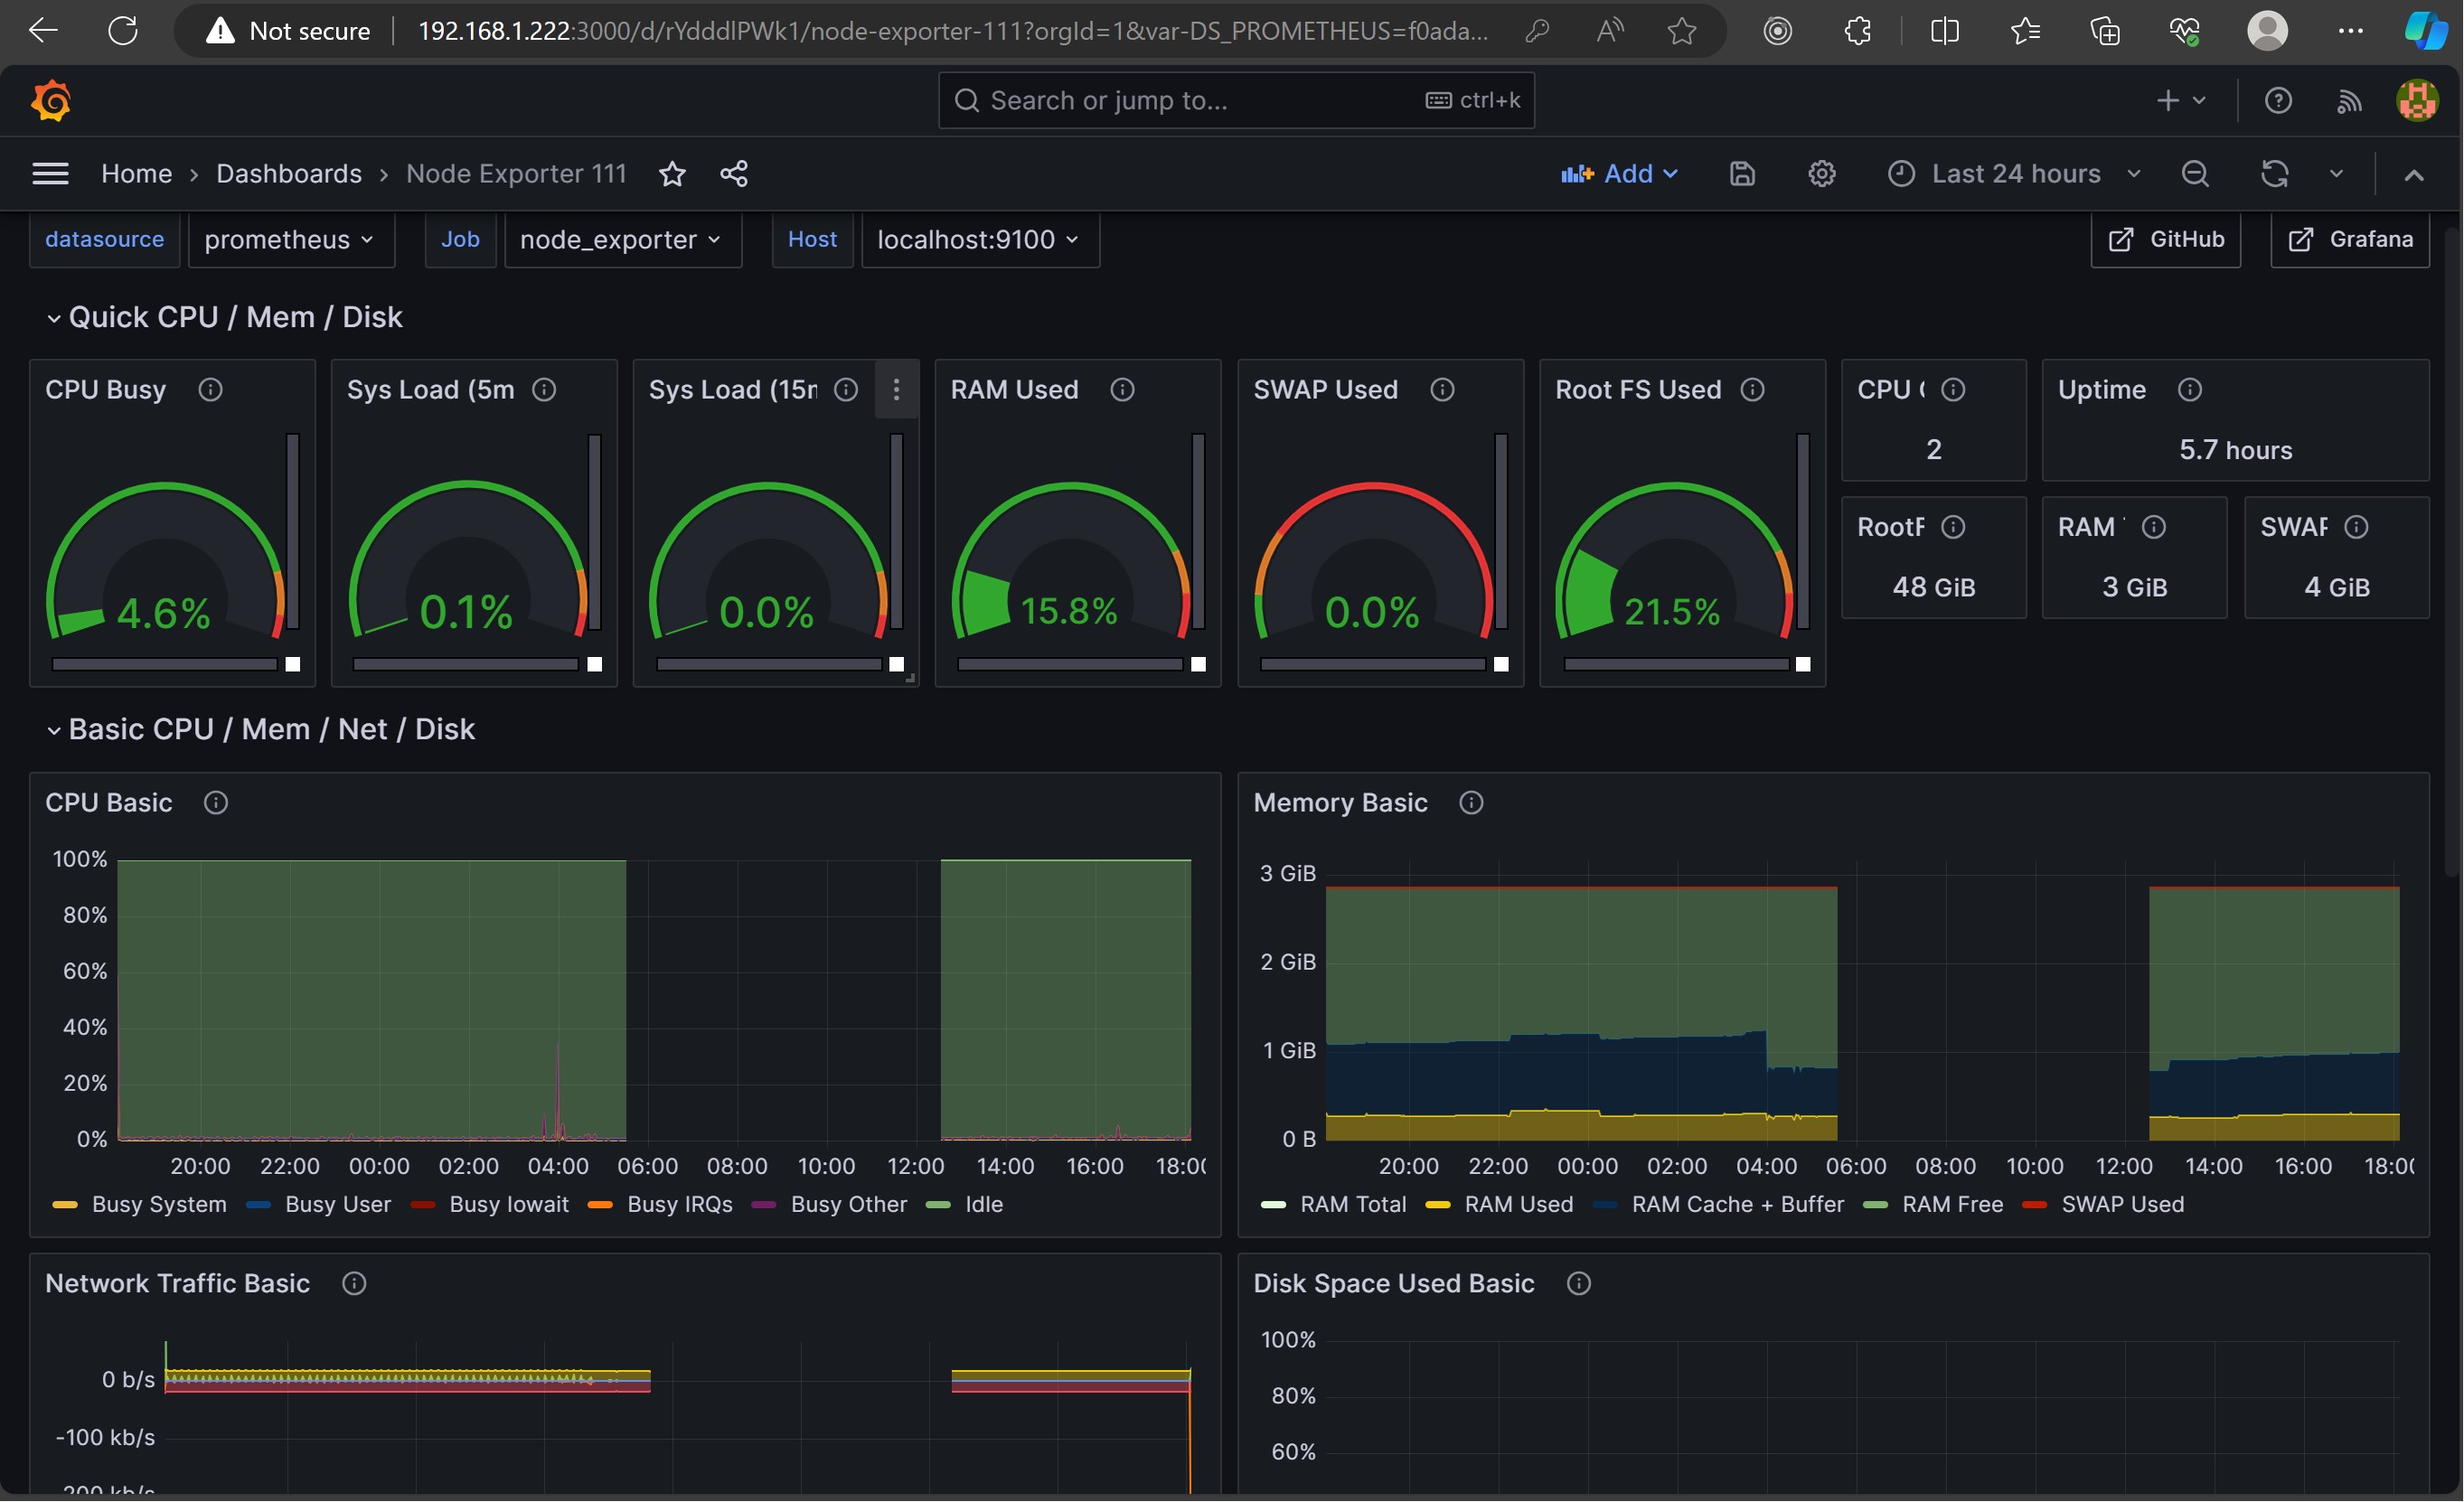 Not secure 192.168.1.222:3000/d/rYdddlPWk1/node-exporter-111?orgId=1&var-DS_PROMETHEUS=f0ada...
Search or jump to... ctrl+k
Home › Dashboards › Node Exporter 111 Add Last 24 hours
datasource prometheus Job node_exporter Host localhost:9100 GitHub Grafana
Quick CPU / Mem / Disk
CPU Busy
4.6%
Sys Load (5m
0.1%
Sys Load (15m
0.0%
RAM Used
15.8%
SWAP Used
0.0%
Root FS Used
21.5%
CPU
2
Uptime
5.7 hours
RootF
48 GiB
RAM
3 GiB
SWAP
4 GiB
Basic CPU / Mem / Net / Disk
CPU Basic
100%
80%
60%
40%
20%
0%
20:00 22:00 00:00 02:00 04:00 06:00 08:00 10:00 12:00 14:00 16:00 18:00
Busy System Busy User Busy Iowait Busy IRQs Busy Other Idle
Memory Basic
3 GiB
2 GiB
1 GiB
0 B
20:00 22:00 00:00 02:00 04:00 06:00 08:00 10:00 12:00 14:00 16:00 18:00
RAM Total RAM Used RAM Cache + Buffer RAM Free SWAP Used
Network Traffic Basic
0 b/s
-100 kb/s
-200 kb/s
Disk Space Used Basic
100%
80%
60%